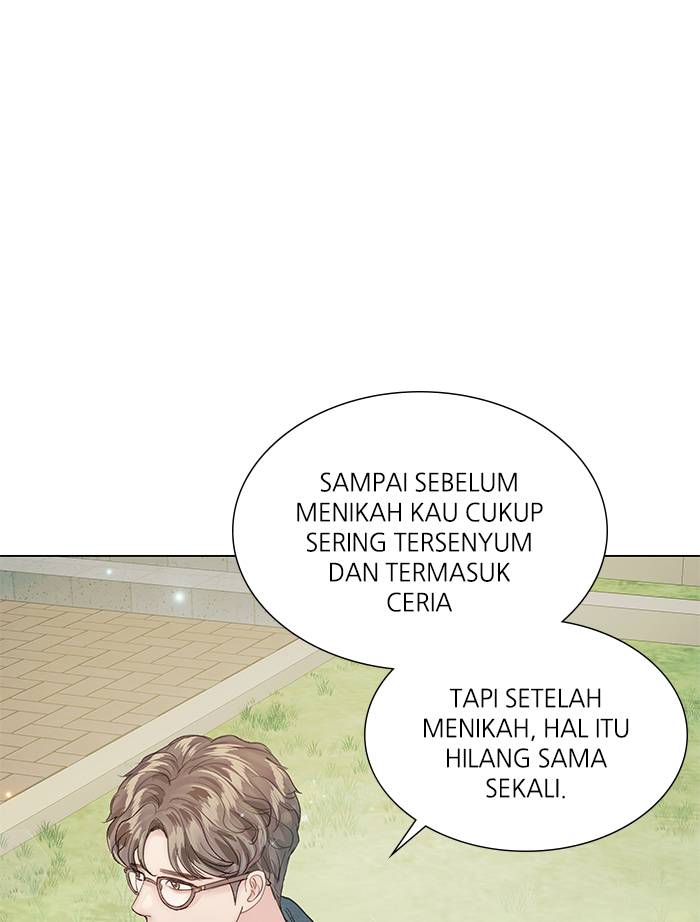 SAMPAI SEBELUM
MENIKAH KAU CUKUP
SERING TERSENYUM
DAN TERMASUK
CERIA
TAPI SETELAH
MENIKAH, HAL ITU
HILANG SAMA
SEKALI.